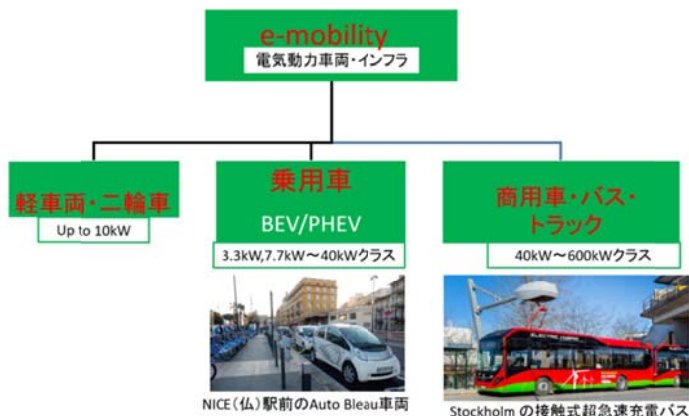 e-mobility
電気動力車両・インフラ
軽車両・二輪車
Up to 10kW
乗用車
BEV/PHEV
3.3kW,7.7kW～40kWクラス
商用車・バス・
トラック
40kW～600kWクラス
NICE（仏）駅前のAuto Bleau車両
Stockholm の接触式超急速充電バス